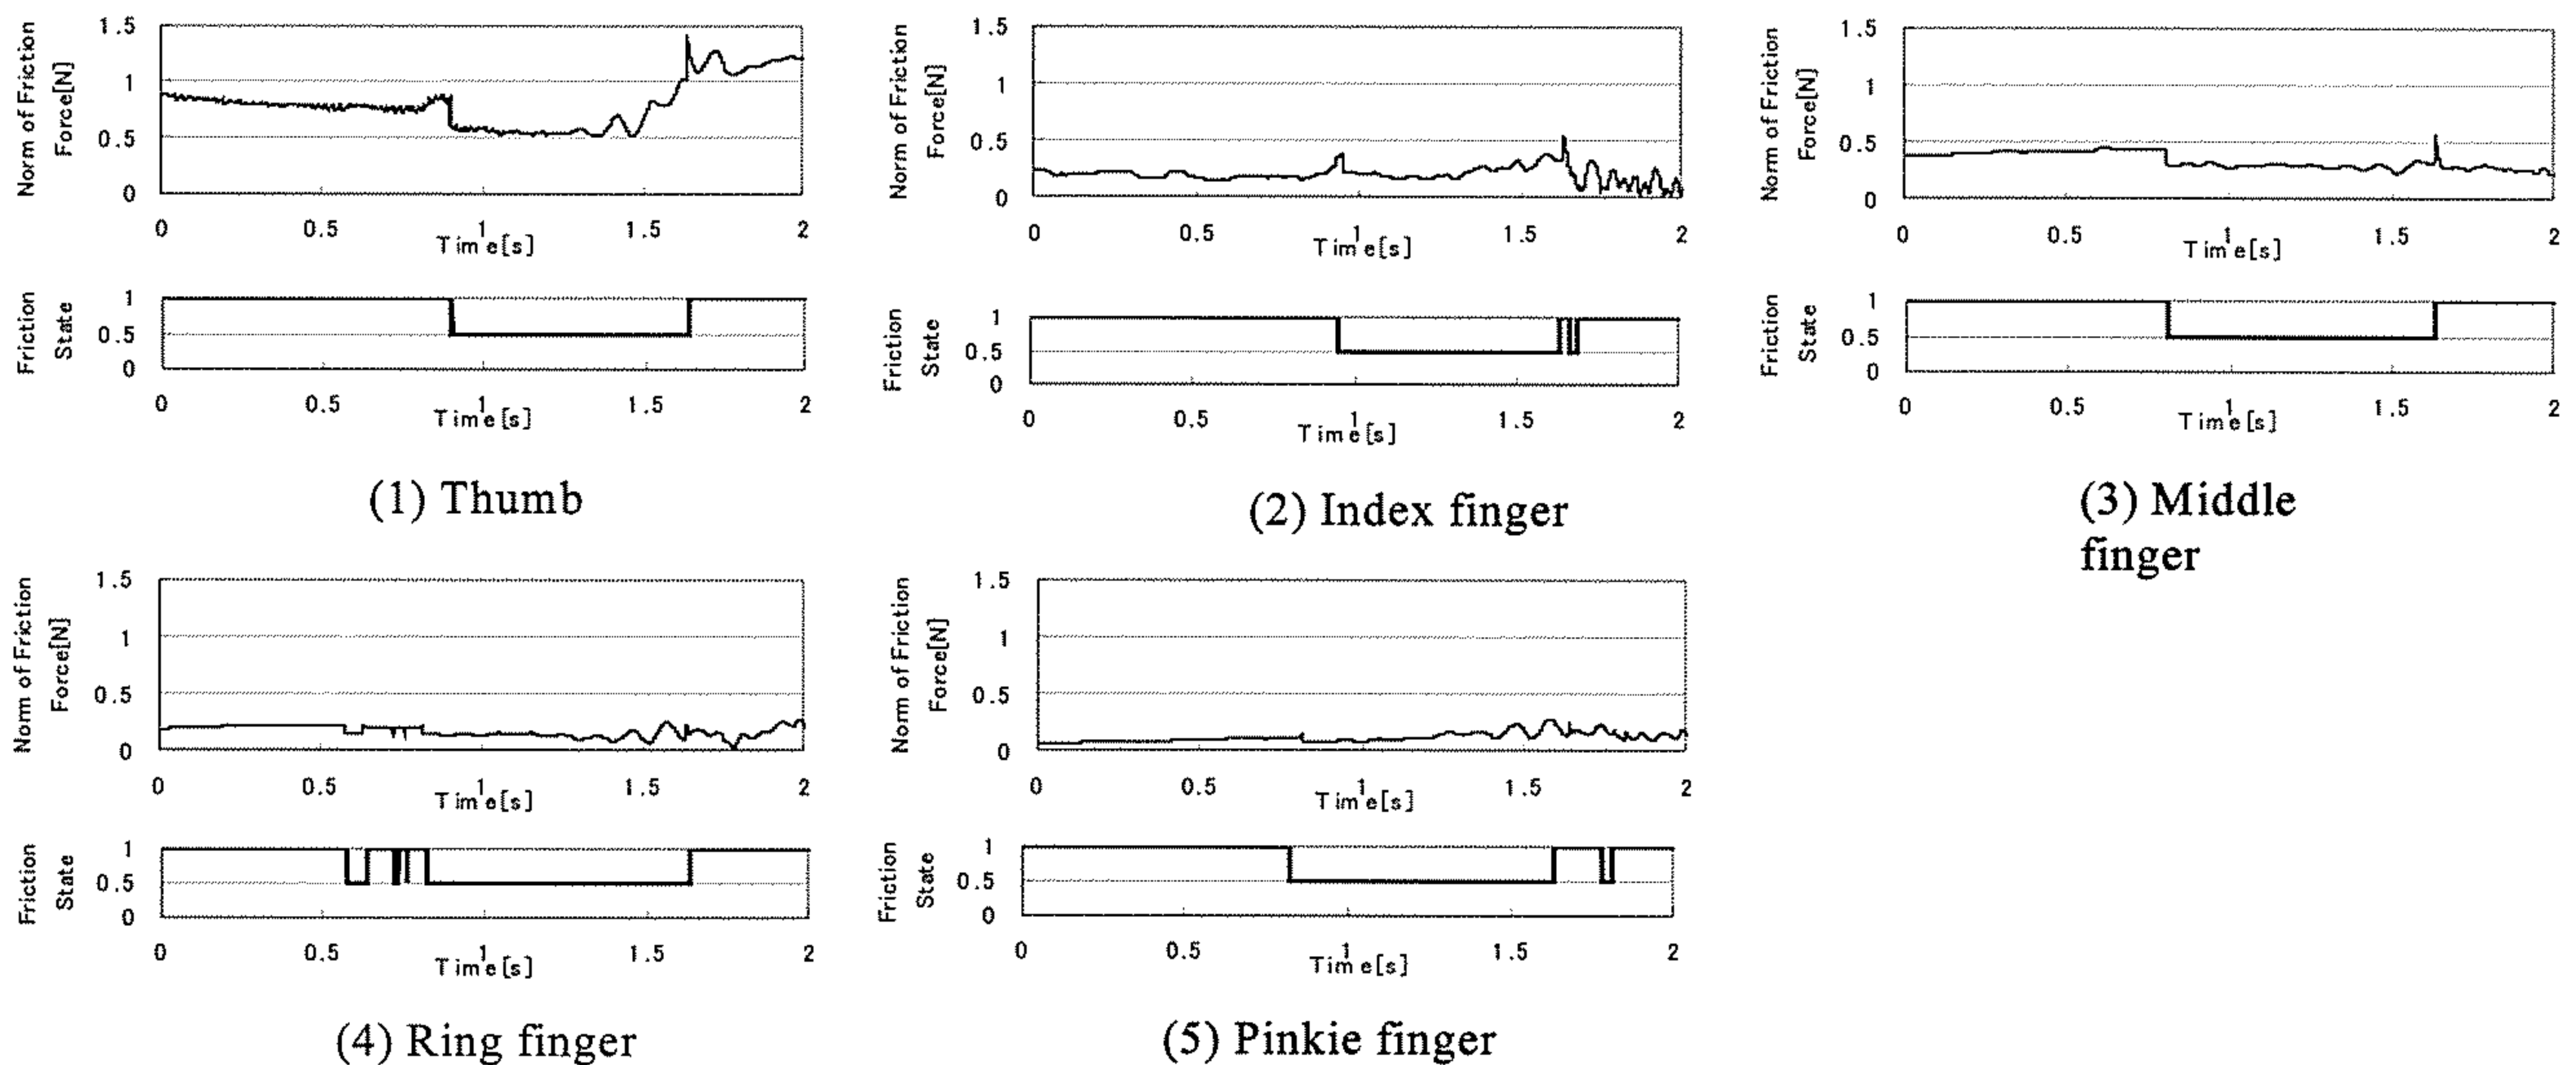 Norm of Friction
Force[N]
1.5
1
0.5
0
0 0.5 1 1.5 2
Time[s]
Friction
State
1
0.5
0
0 0.5 1 1.5 2
Time[s]
(1) Thumb
Norm of Friction
Force[N]
1.5
1
0.5
0
0 0.5 1 1.5 2
Time[s]
Friction
State
1
0.5
0
0 0.5 1 1.5 2
Time[s]
(2) Index finger
Norm of Friction
Force[N]
1.5
1
0.5
0
0 0.5 1 1.5 2
Time[s]
Friction
State
1
0.5
0
0 0.5 1 1.5 2
Time[s]
(3) Middle
finger
Norm of Friction
Force[N]
1.5
1
0.5
0
0 0.5 1 1.5 2
Time[s]
Friction
State
1
0.5
0
0 0.5 1 1.5 2
Time[s]
(4) Ring finger
Norm of Friction
Force[N]
1.5
1
0.5
0
0 0.5 1 1.5 2
Time[s]
Friction
State
1
0.5
0
0 0.5 1 1.5 2
Time[s]
(5) Pinkie finger